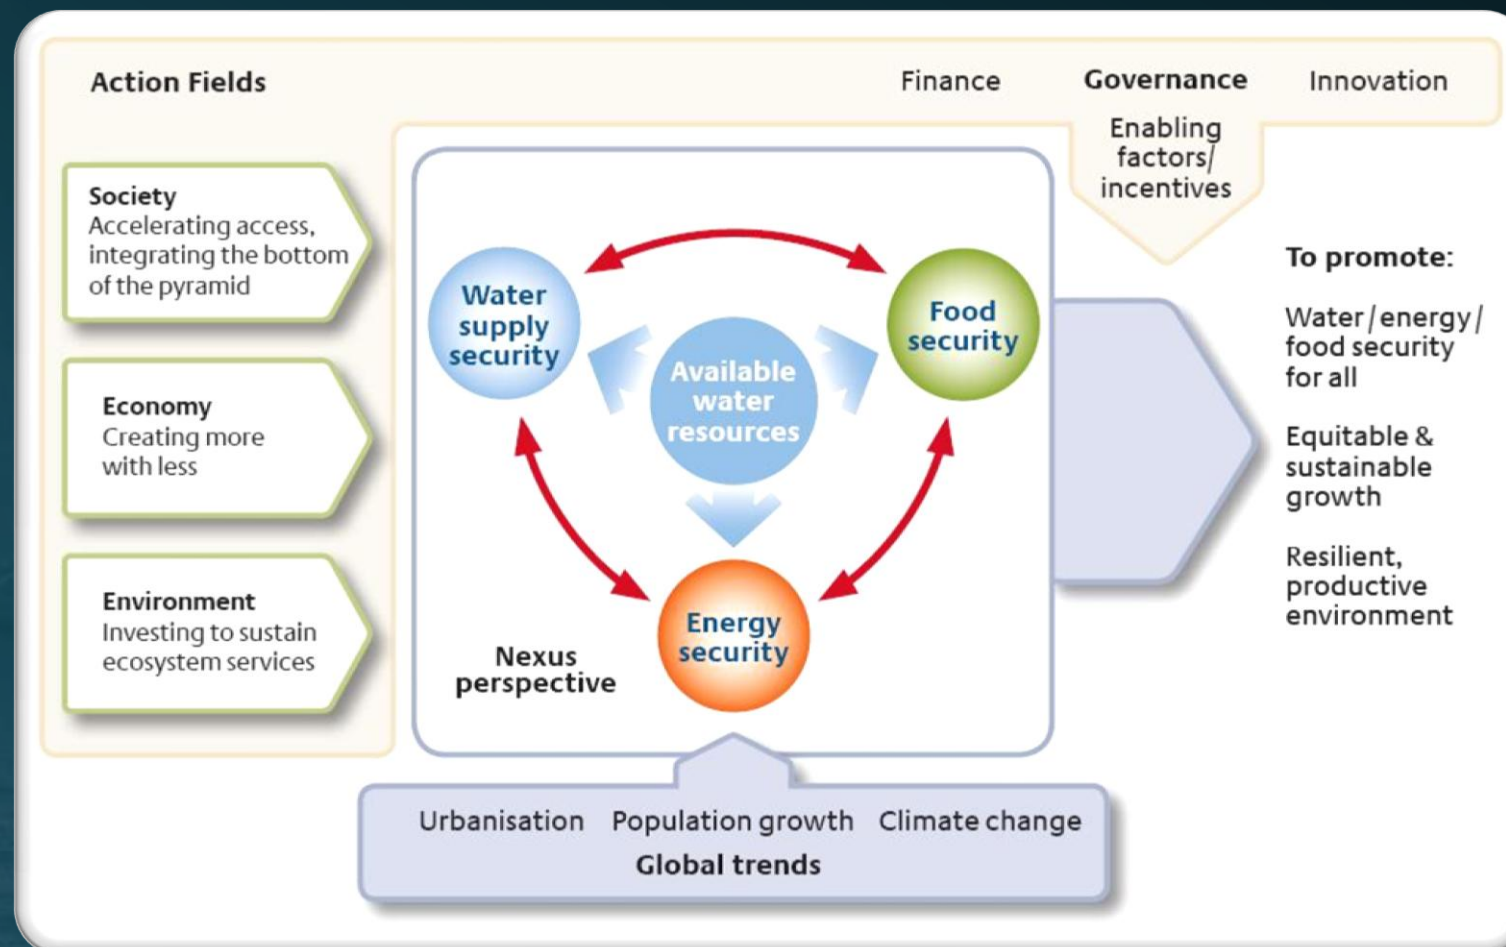 Action Fields
Finance
Governance
Innovation
Enabling
factors/
incentives
Society
Accelerating access,
integrating the bottom
of the pyramid
Economy
Creating more
with less
Environment
Investing to sustain
ecosystem services
Water
supply
security
Food
security
Available
water
resources
Energy
security
Nexus
perspective
To promote:
Water/energy/
food security
for all
Equitable &
sustainable
growth
Resilient,
productive
environment
Urbanisation
Population growth
Climate change
Global trends